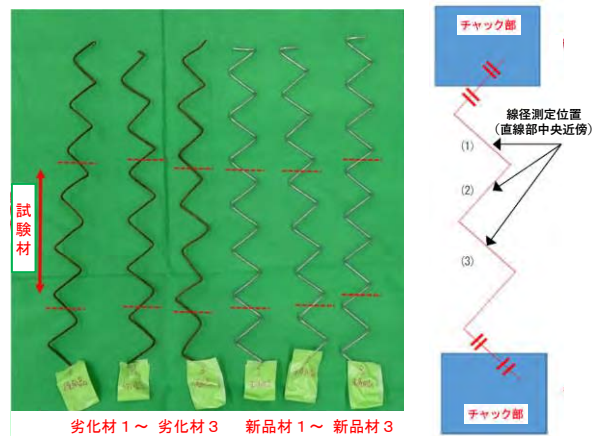 試験材
劣化材1～ 劣化材3
新品材1～ 新品材3
チャック部
線径測定位置
（直線部中央近傍）
(1)
(2)
(3)
チャック部